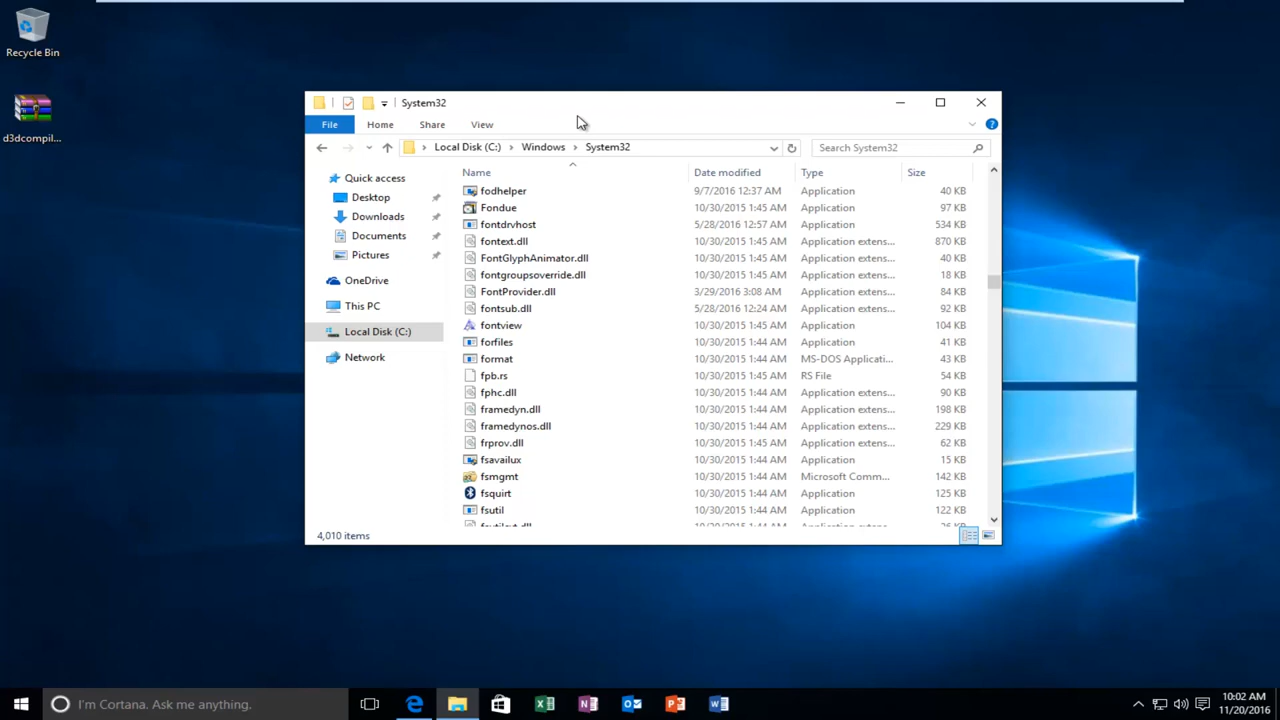 Recycle Bin
d3dcompil...
System32
File Home Share View
Local Disk (C:) Windows System32 Search System32
Quick access
Desktop
Downloads
Documents
Pictures
OneDrive
This PC
Local Disk (C:)
Network
Name Date modified Type Size
fodhelper 9/7/2016 12:37 AM Application 40 KB
Fondue 10/30/2015 1:45 AM Application 97 KB
fontdrvhost 5/28/2016 12:57 AM Application 534 KB
fontext.dll 10/30/2015 1:45 AM Application extens... 870 KB
FontGlyphAnimator.dll 10/30/2015 1:45 AM Application extens... 40 KB
fontgroupsoverride.dll 10/30/2015 1:45 AM Application extens... 18 KB
FontProvider.dll 3/29/2016 3:08 AM Application extens... 84 KB
fontsub.dll 5/28/2016 12:24 AM Application extens... 92 KB
fontview 10/30/2015 1:45 AM Application 104 KB
forfiles 10/30/2015 1:44 AM Application 41 KB
format 10/30/2015 1:44 AM MS-DOS Applicati... 43 KB
fpb.rs 10/30/2015 1:45 AM RS File 54 KB
fphc.dll 10/30/2015 1:44 AM Application extens... 90 KB
framedyn.dll 10/30/2015 1:44 AM Application extens... 198 KB
framedynos.dll 10/30/2015 1:44 AM Application extens... 229 KB
frprov.dll 10/30/2015 1:45 AM Application extens... 62 KB
fsavailux 10/30/2015 1:44 AM Application 15 KB
fsmgmt 10/30/2015 1:44 AM Microsoft Comm... 142 KB
fsquirt 10/30/2015 1:44 AM Application 125 KB
fsutil 10/30/2015 1:44 AM Application 122 KB
4,010 items
I'm Cortana. Ask me anything.
10:02 AM
11/20/2016